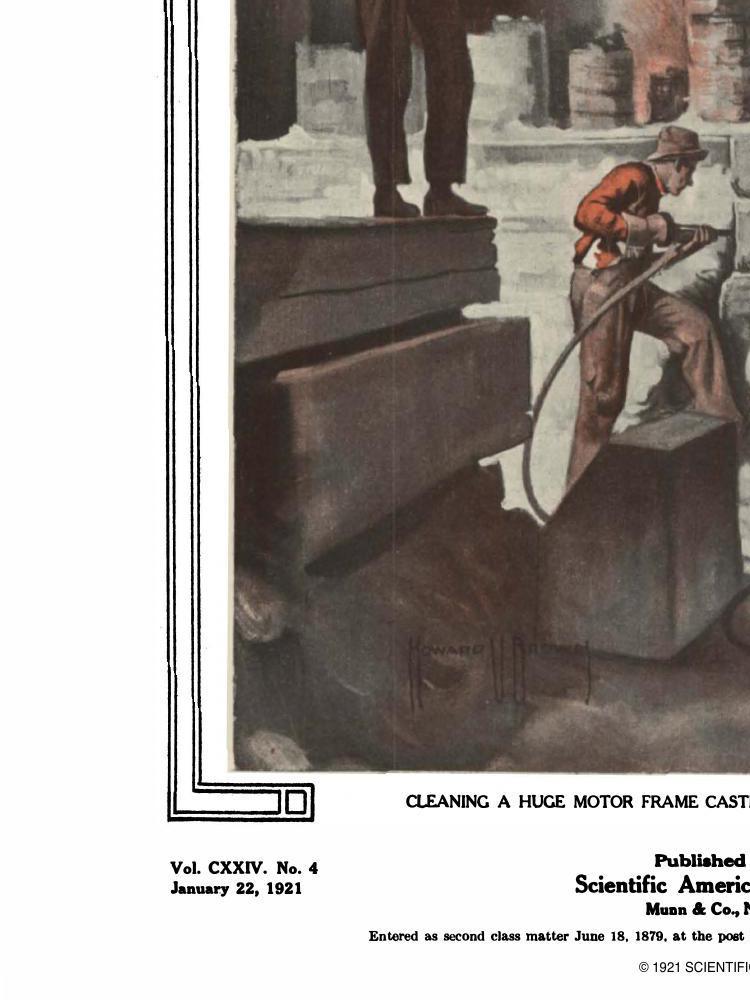 HOWARD V BROWN
CLEANING A HUGE MOTOR FRAME CAST
Vol. CXXIV. No. 4
January 22, 1921
Published
Scientific Americ
Munn & Co., N
Entered as second class matter June 18, 1879, at the post
© 1921 SCIENTIFIC